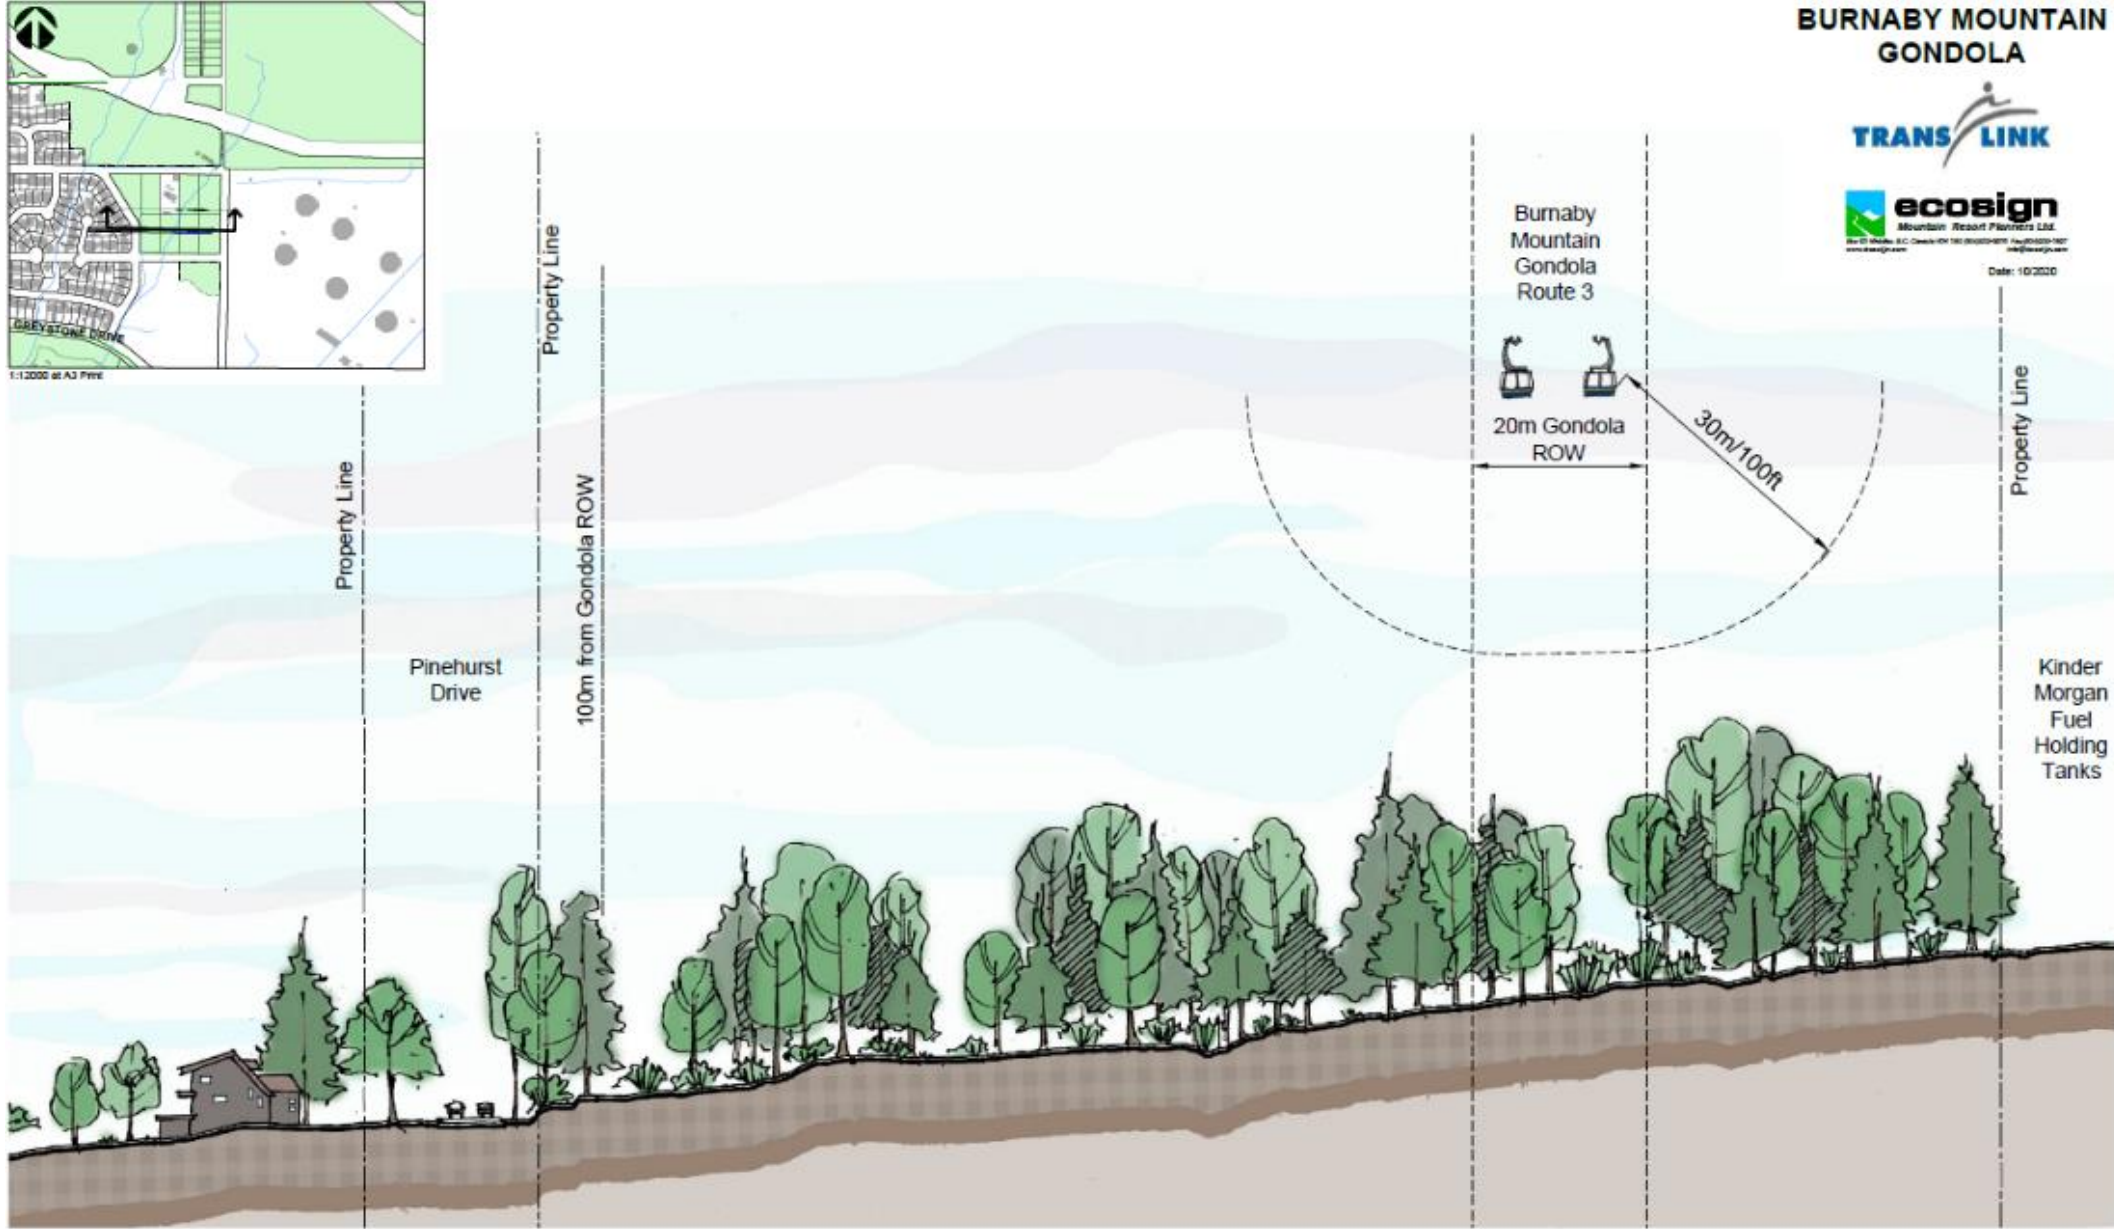 BURNABY MOUNTAIN
GONDOLA
TRANS LINK
ecosign
Mountain Resort Planners Ltd.
Date: 10/2020
GREYSTONE DRIVE
1:12000 at A3 Print
Property Line
Pinehurst
Drive
Property Line
100m from Gondola ROW
Burnaby
Mountain
Gondola
Route 3
20m Gondola
ROW
30m/100ft
Property Line
Kinder
Morgan
Fuel
Holding
Tanks